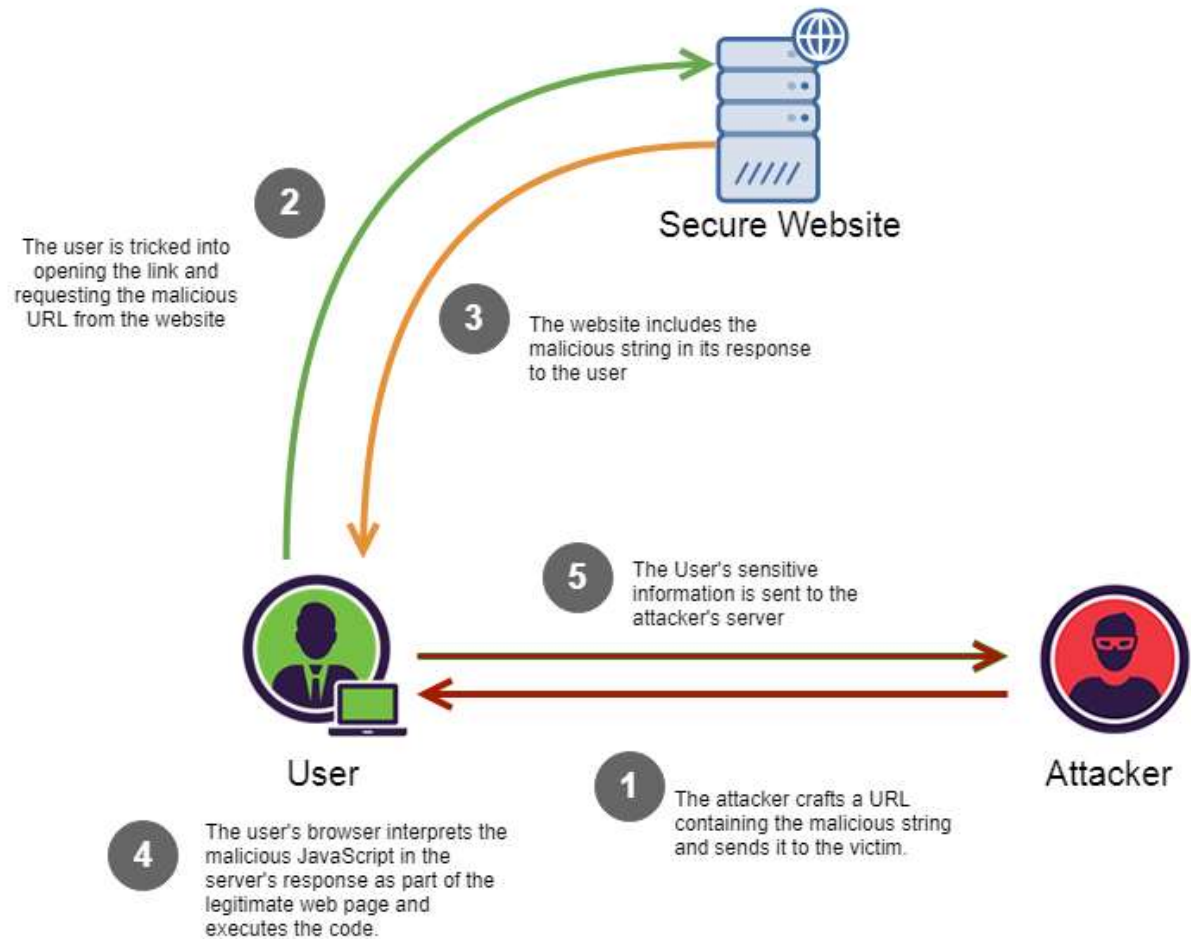 Secure Website
2
The user is tricked into
opening the link and
requesting the malicious
URL from the website
3
The website includes the
malicious string in its response
to the user
5
The User's sensitive
information is sent to the
attacker's server
User
Attacker
1
The attacker crafts a URL
containing the malicious string
and sends it to the victim.
4
The user's browser interprets the
malicious JavaScript in the
server's response as part of the
legitimate web page and
executes the code.